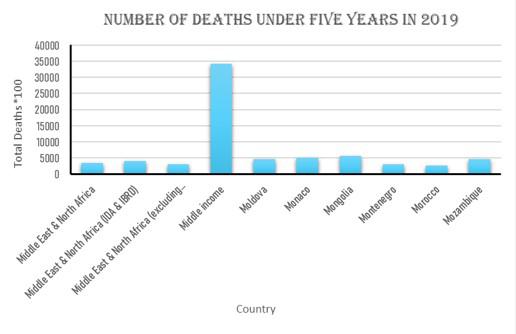 NUMBER OF DEATHS UNDER FIVE YEARS IN 2019
Total Deaths *100
40000
35000
30000
25000
20000
15000
10000
5000
0
Middle East & North Africa
Middle East & North Africa (IDA & IBRD)
Middle East & North Africa (excluding...
Middle income
Moldova
Monaco
Mongolia
Montenegro
Morocco
Mozambique
Country